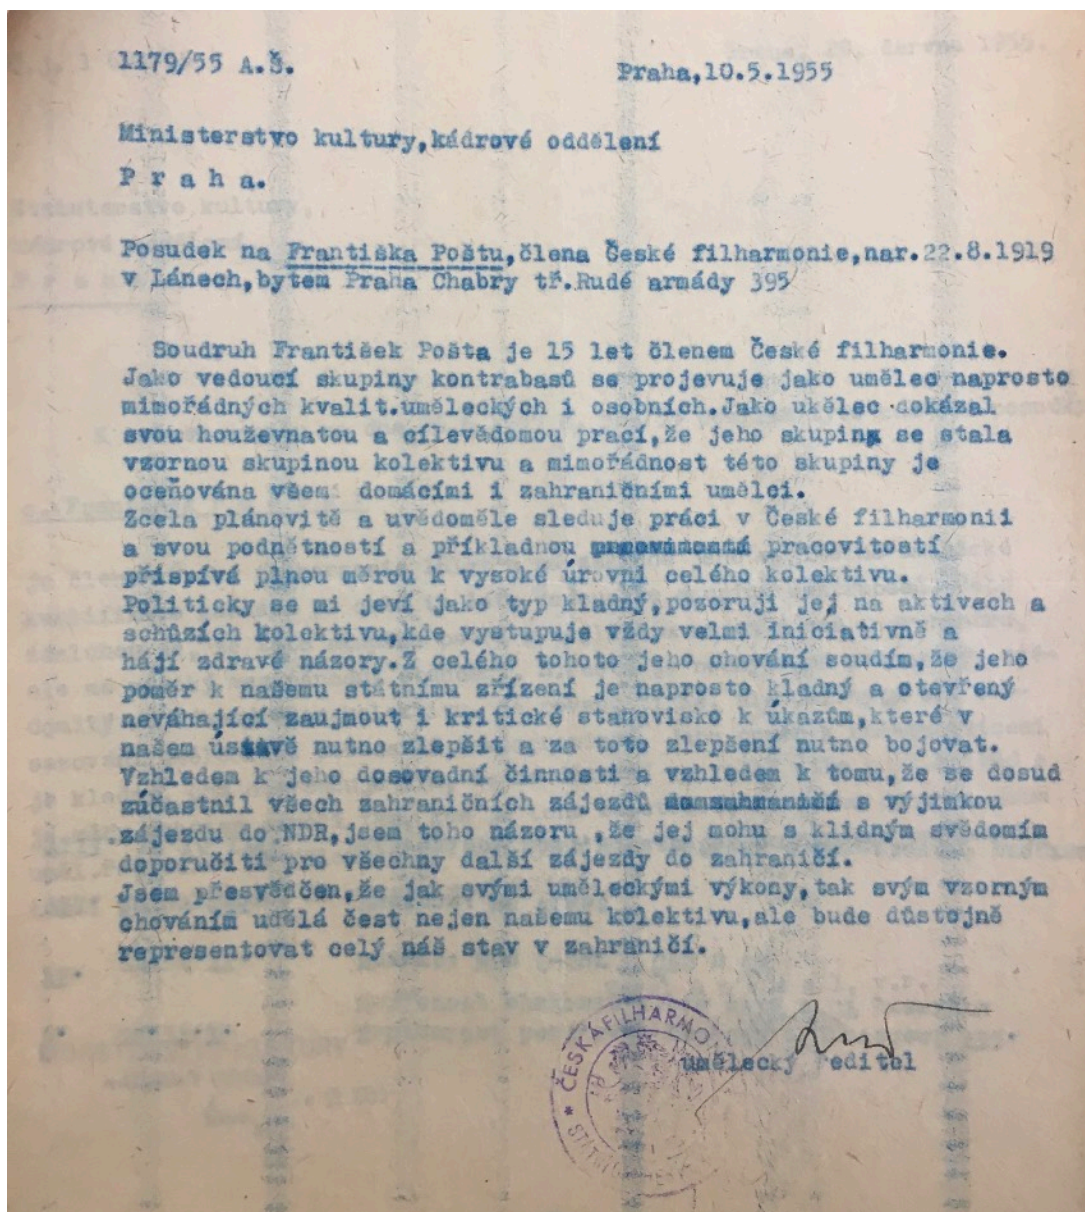 1179/55 A.Š.
Praha,10.5.1955
Ministerstvo kultury,kádrové oddělení
P r a h a.
Posudek na Františka Poštu,člena České filharmonie,nar.22.8.1919
v Lánech,bytem Praha Chabry tř.Rudé armády 395
Soudruh František Pošta je 15 let členem České filharmonie.
Jako vedoucí skupiny kontrabasů se projevuje jako umělec naprosto
mimořádných kvalit.uměleckých i osobních.Jako ukělec dokázal
svou houževnatou a cílevědomou prací,že jeho skupina se stala
vzornou skupinou kolektivu a mimořádnost této skupiny je
oceňována všemi domácími i zahraničními umělci.
Zcela plánovitě a uvědoměle sleduje práci v České filharmonii
a svou podnětností a příkladnou pracovitostí
přispívá plnou měrou k vysoké úrovni celého kolektivu.
Politicky se mi jeví jako typ kladný,pozoruji jej na aktivech a
schůzích kolektivu,kde vystupuje vždy velmi iniciativně a
hájí zdravé názory.Z celého tohoto jeho chování soudím,že jeho
poměr k našemu státnímu zřízení je naprosto kladný a otevřený
neváhající zaujmout i kritické stanovisko k úkazům,které v
našem ústavě nutno zlepšit a za toto zlepšení nutno bojovat.
Vzhledem k jeho dosovadní činnosti a vzhledem k tomu,že se dosud
zúčastnil všech zahraničních zájezdů s výjimkou
zájezdu do NDR,jsem toho názoru ,že jej mohu s klidným svědomím
doporučiti pro všechny další zájezdy do zahraničí.
Jsem přesvědčen,že jak svými uměleckými výkony,tak svým vzorným
chováním udělá čest nejen našemu kolektivu,ale bude důstojně
representovat celý náš stav v zahraničí.
ČESKÁ FILHARMO
umělecký ředitel